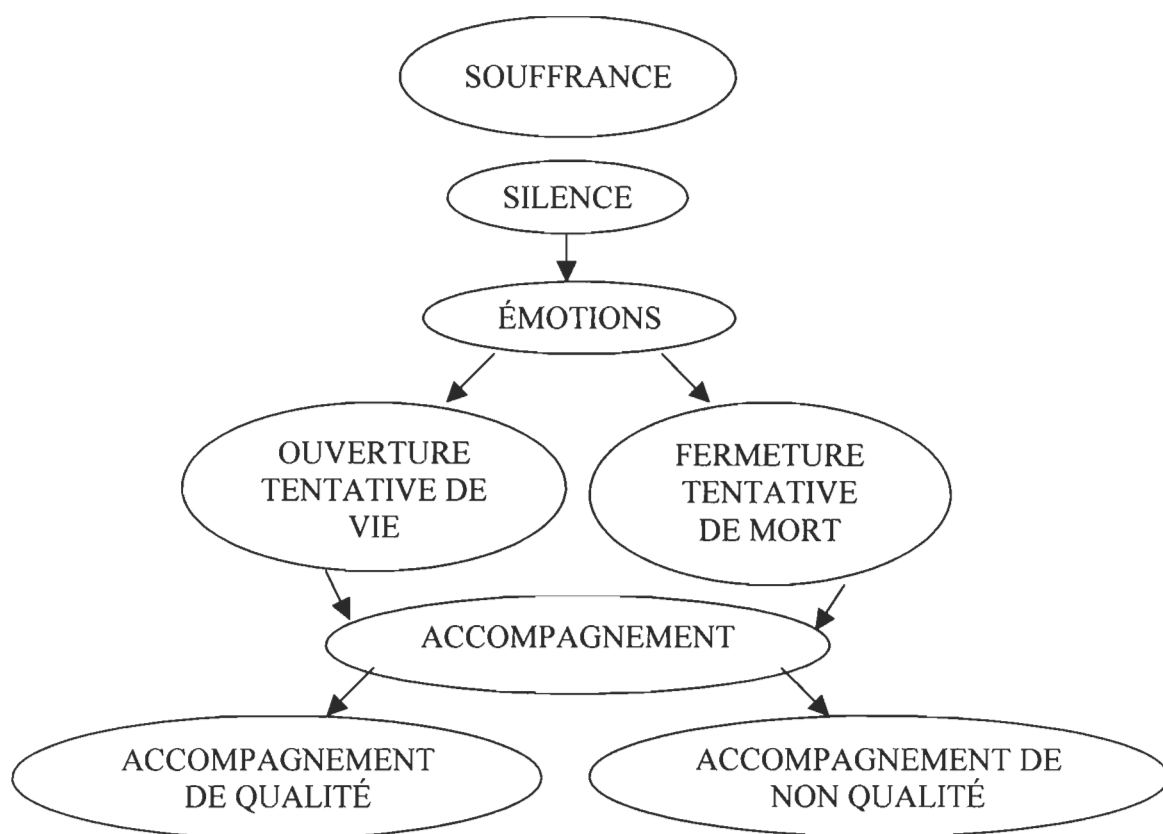 SOUFFRANCE
SILENCE
ÉMOTIONS
OUVERTURE
TENTATIVE DE
VIE
FERMETURE
TENTATIVE
DE MORT
ACCOMPAGNEMENT
ACCOMPAGNEMENT
DE QUALITÉ
ACCOMPAGNEMENT DE
NON QUALITÉ